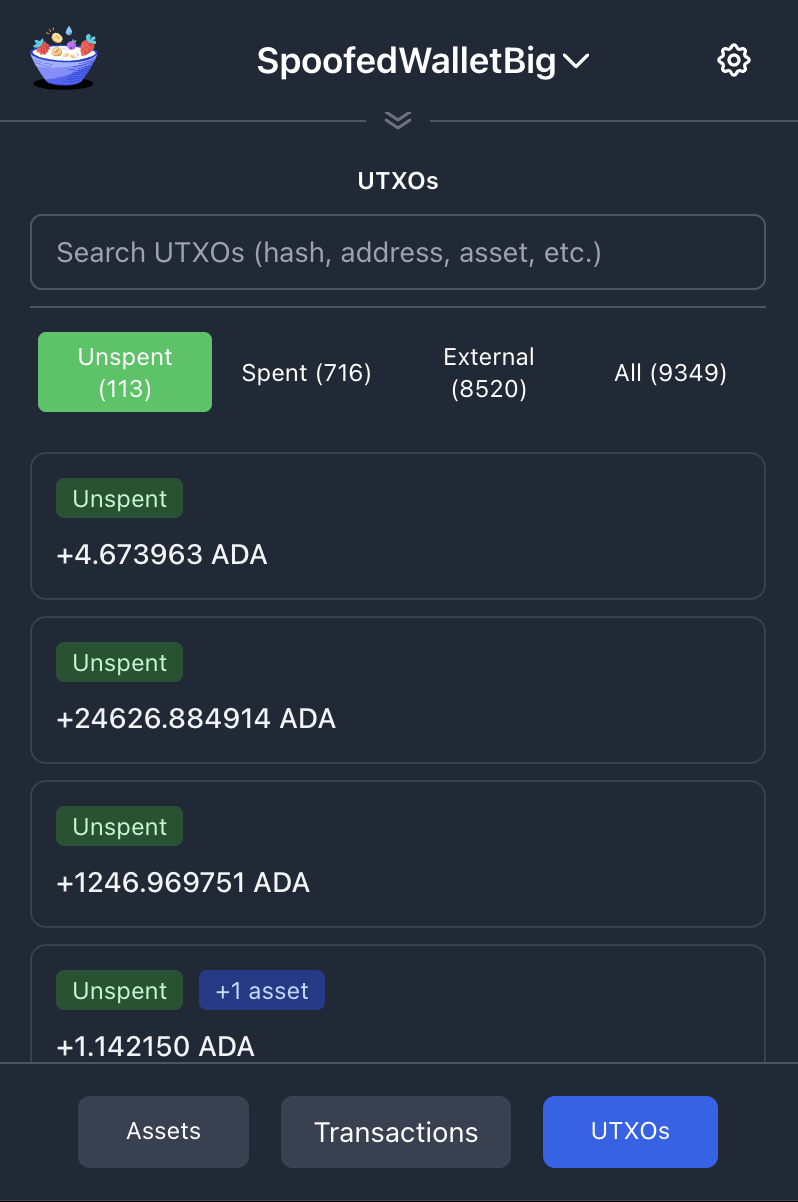 SpoofedWalletBig
UTXOs
Search UTXOs (hash, address, asset, etc.)
Unspent
(113)
Spent (716)
External
(8520)
All (9349)
Unspent
+4.673963 ADA
Unspent
+24626.884914 ADA
Unspent
+1246.969751 ADA
Unspent +1 asset
+1.142150 ADA
Assets
Transactions
UTXOs